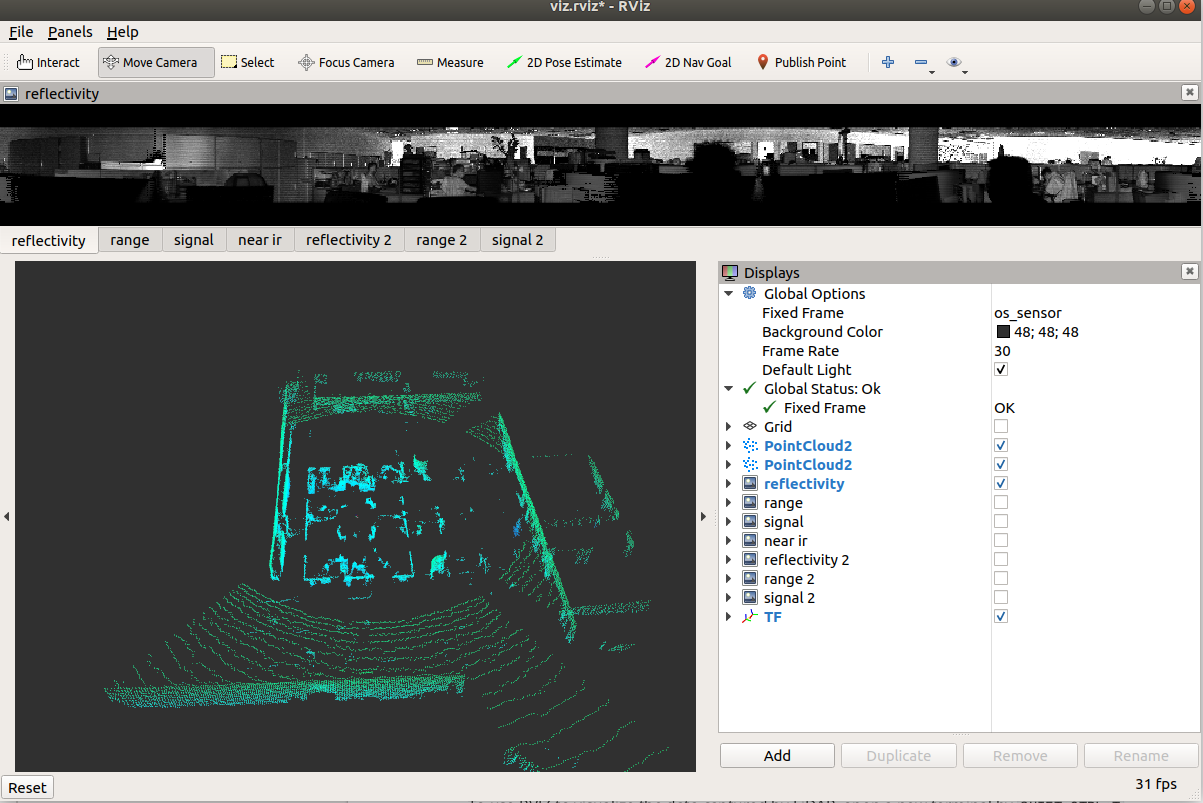 viz.rviz* - RViz
File Panels Help
Interact Move Camera Select Focus Camera Measure 2D Pose Estimate 2D Nav Goal Publish Point
reflectivity
reflectivity range signal near ir reflectivity 2 range 2 signal 2
Displays
Global Options
Fixed Frame os_sensor
Background Color 48; 48; 48
Frame Rate 30
Default Light
Global Status: Ok
Fixed Frame OK
Grid
PointCloud2
PointCloud2
reflectivity
range
signal
near ir
reflectivity 2
range 2
signal 2
TF
Add Duplicate Remove Rename
Reset 31 fps